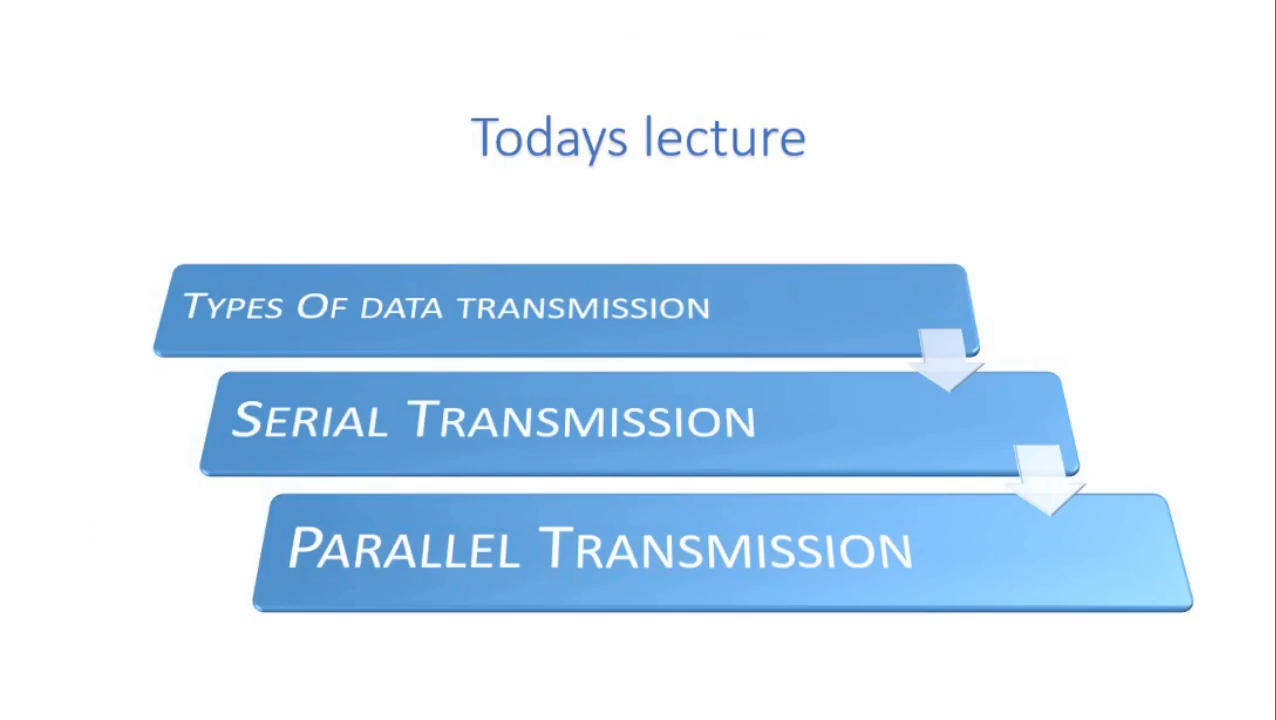 Todays lecture
Types Of data transmission
Serial Transmission
Parallel Transmission